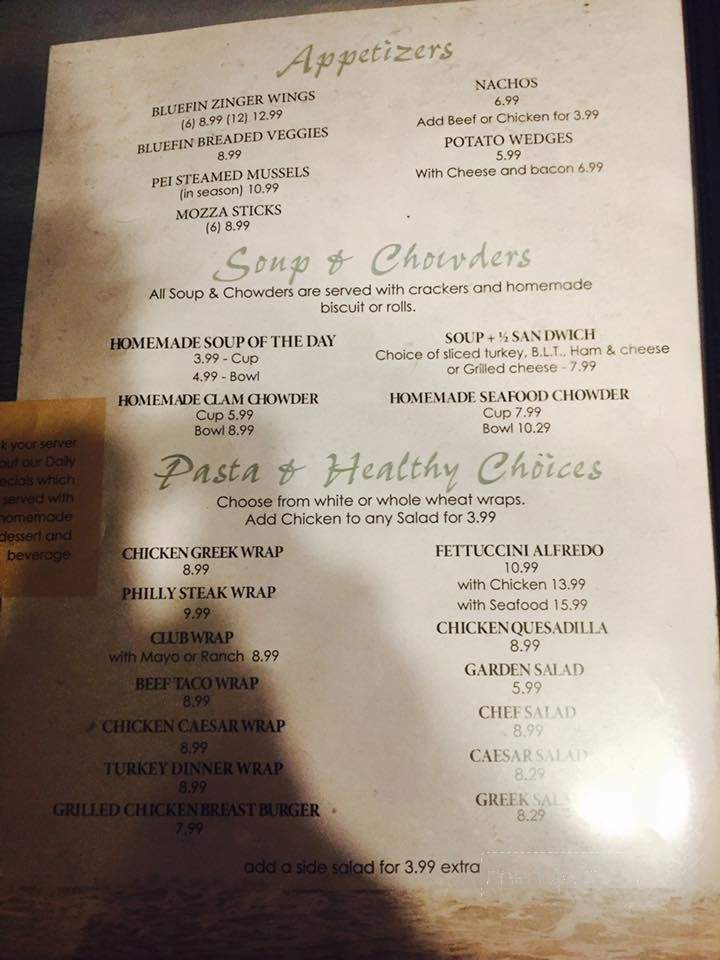 Appetizers
BLUEFIN ZINGER WINGS
(6) 8.99 (12) 12.99
BLUEFIN BREADED VEGGIES
8.99
PEI STEAMED MUSSELS
(in season) 10.99
MOZZA STICKS
(6) 8.99
NACHOS
6.99
Add Beef or Chicken for 3.99
POTATO WEDGES
5.99
With Cheese and bacon 6.99
Soup & Chowders
All Soup & Chowders are served with crackers and homemade
biscuit or rolls.
HOMEMADE SOUP OF THE DAY
3.99 - Cup
4.99 - Bowl
HOMEMADE CLAM CHOWDER
Cup 5.99
Bowl 8.99
SOUP + ½ SANDWICH
Choice of sliced turkey, B.L.T., Ham & cheese
or Grilled cheese - 7.99
HOMEMADE SEAFOOD CHOWDER
Cup 7.99
Bowl 10.29
your server
our Daily
which
served with
dessert and
beverage
Pasta & Healthy Choices
Choose from white or whole wheat wraps.
Add Chicken to any Salad for 3.99
CHICKEN GREEK WRAP
8.99
PHILLY STEAK WRAP
9.99
CLUB WRAP
with Mayo or Ranch 8.99
BEEF TACO WRAP
8.99
CHICKEN CAESAR WRAP
8.99
TURKEY DINNER WRAP
8.99
GRILLED CHICKEN BREAST BURGER
7.99
FETTUCCINI ALFREDO
10.99
with Chicken 13.99
with Seafood 15.99
CHICKEN QUESADILLA
8.99
GARDEN SALAD
5.99
CHEF SALAD
8.99
CAESAR SALAD
8.29
GREEK SALAD
8.29
add a side salad for 3.99 extra